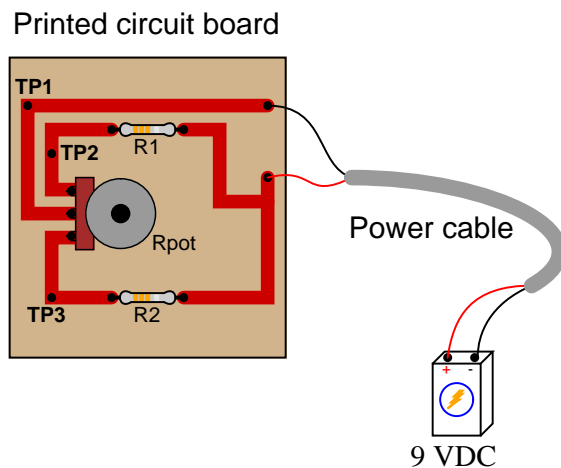 Printed circuit board
TP1
TP2
R1
Rpot
Power cable
TP3
R2
+ -
9 VDC